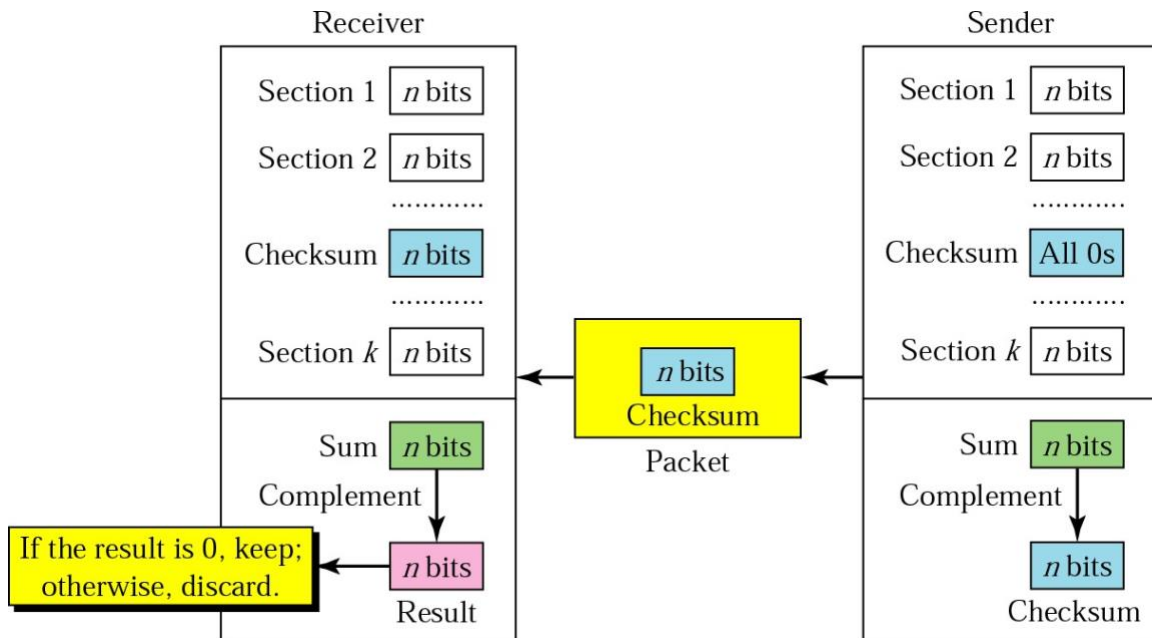 Receiver
Section 1 n bits
Section 2 n bits
............
Checksum n bits
............
Section k n bits
Sum n bits
Complement
n bits
Result
If the result is 0, keep;
otherwise, discard.
n bits
Checksum
Packet
Sender
Section 1 n bits
Section 2 n bits
............
Checksum All 0s
............
Section k n bits
Sum n bits
Complement
n bits
Checksum